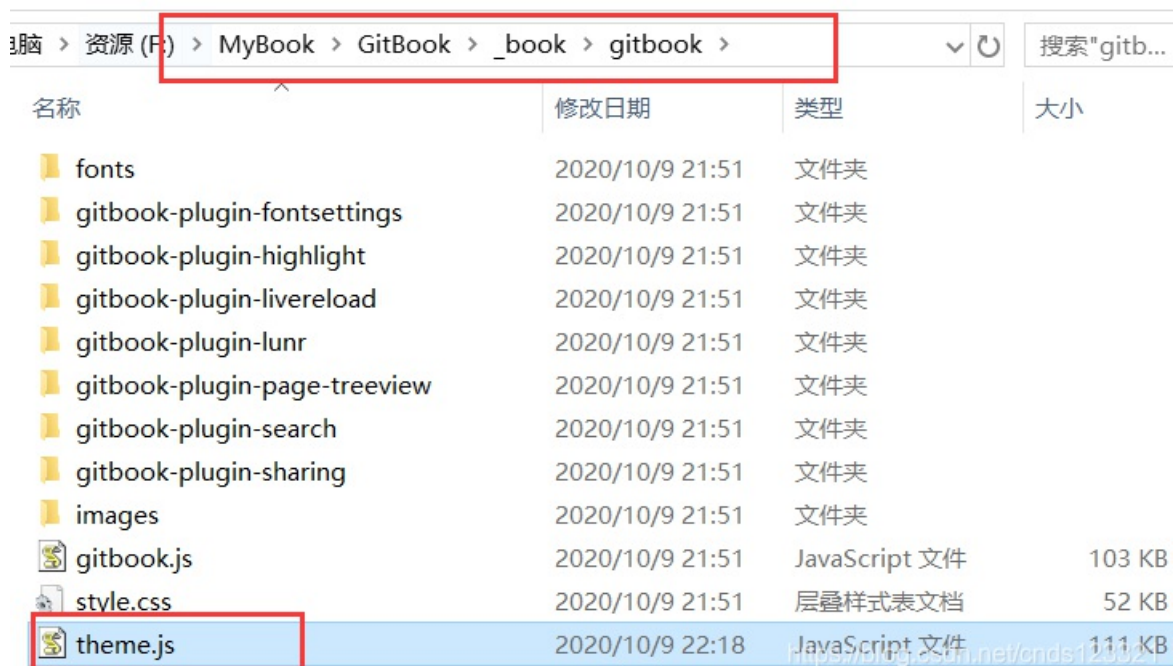 电脑 > 资源 (F:) > MyBook > GitBook > _book > gitbook > 搜索"gitb...
名称 修改日期 类型 大小
fonts 2020/10/9 21:51 文件夹
gitbook-plugin-fontsettings 2020/10/9 21:51 文件夹
gitbook-plugin-highlight 2020/10/9 21:51 文件夹
gitbook-plugin-livereload 2020/10/9 21:51 文件夹
gitbook-plugin-lunr 2020/10/9 21:51 文件夹
gitbook-plugin-page-treeview 2020/10/9 21:51 文件夹
gitbook-plugin-search 2020/10/9 21:51 文件夹
gitbook-plugin-sharing 2020/10/9 21:51 文件夹
images 2020/10/9 21:51 文件夹
gitbook.js 2020/10/9 21:51 JavaScript 文件 103 KB
style.css 2020/10/9 21:51 层叠样式表文档 52 KB
theme.js 2020/10/9 22:18 JavaScript 文件 111 KB